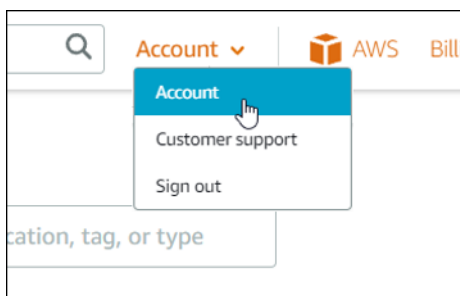 Account AWS Bill
Account
Customer support
Sign out
cation, tag, or type